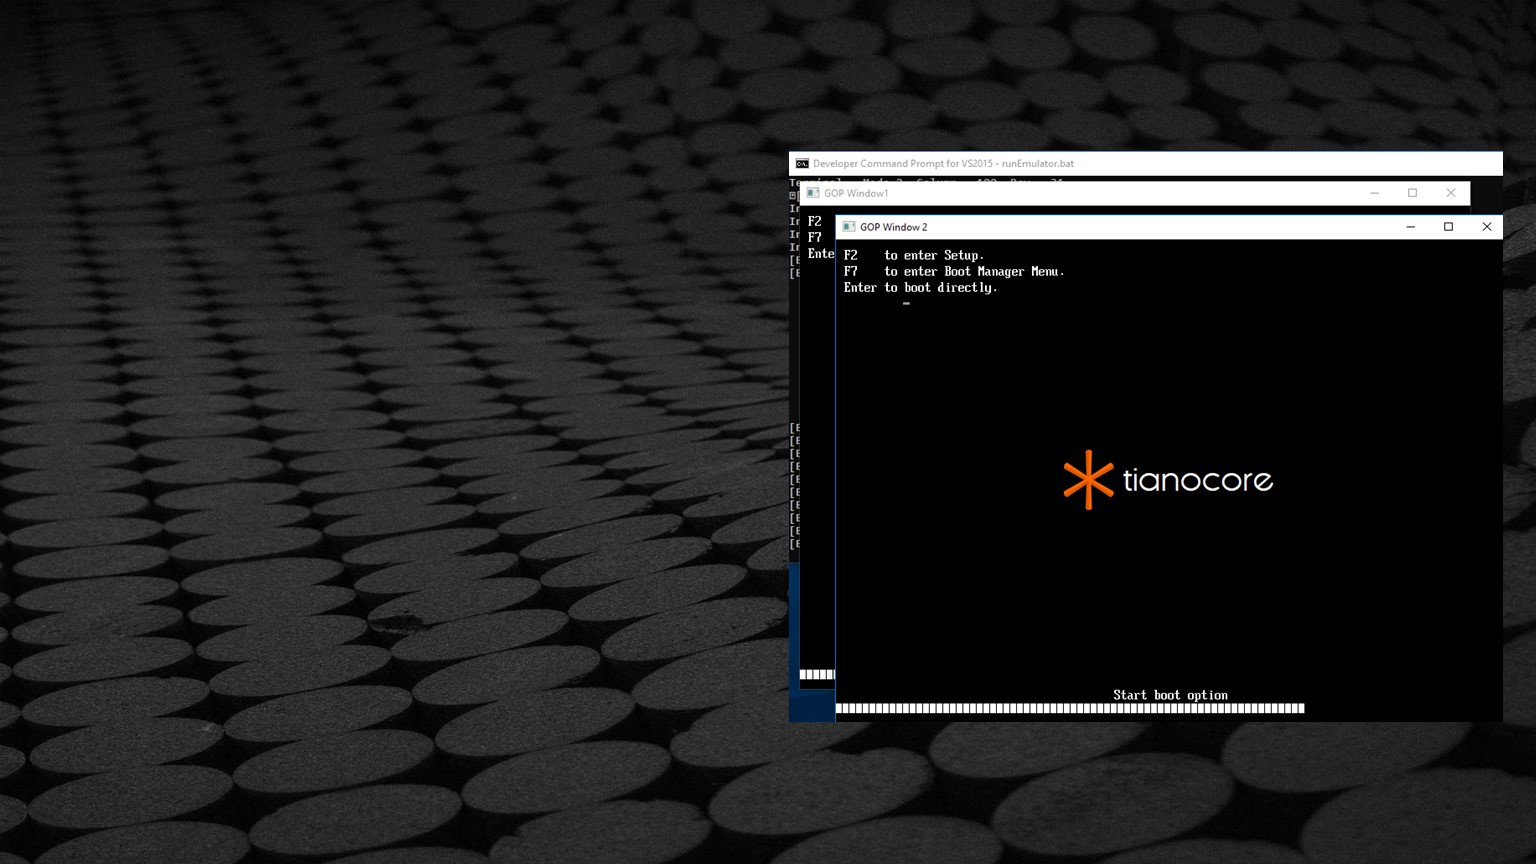 Developer Command Prompt for VS2015 - runEmulator.bat
GOP Window1
F2
F7
GOP Window 2
F2 to enter Setup.
F7 to enter Boot Manager Menu.
Enter to boot directly.
tianocore
Start boot option